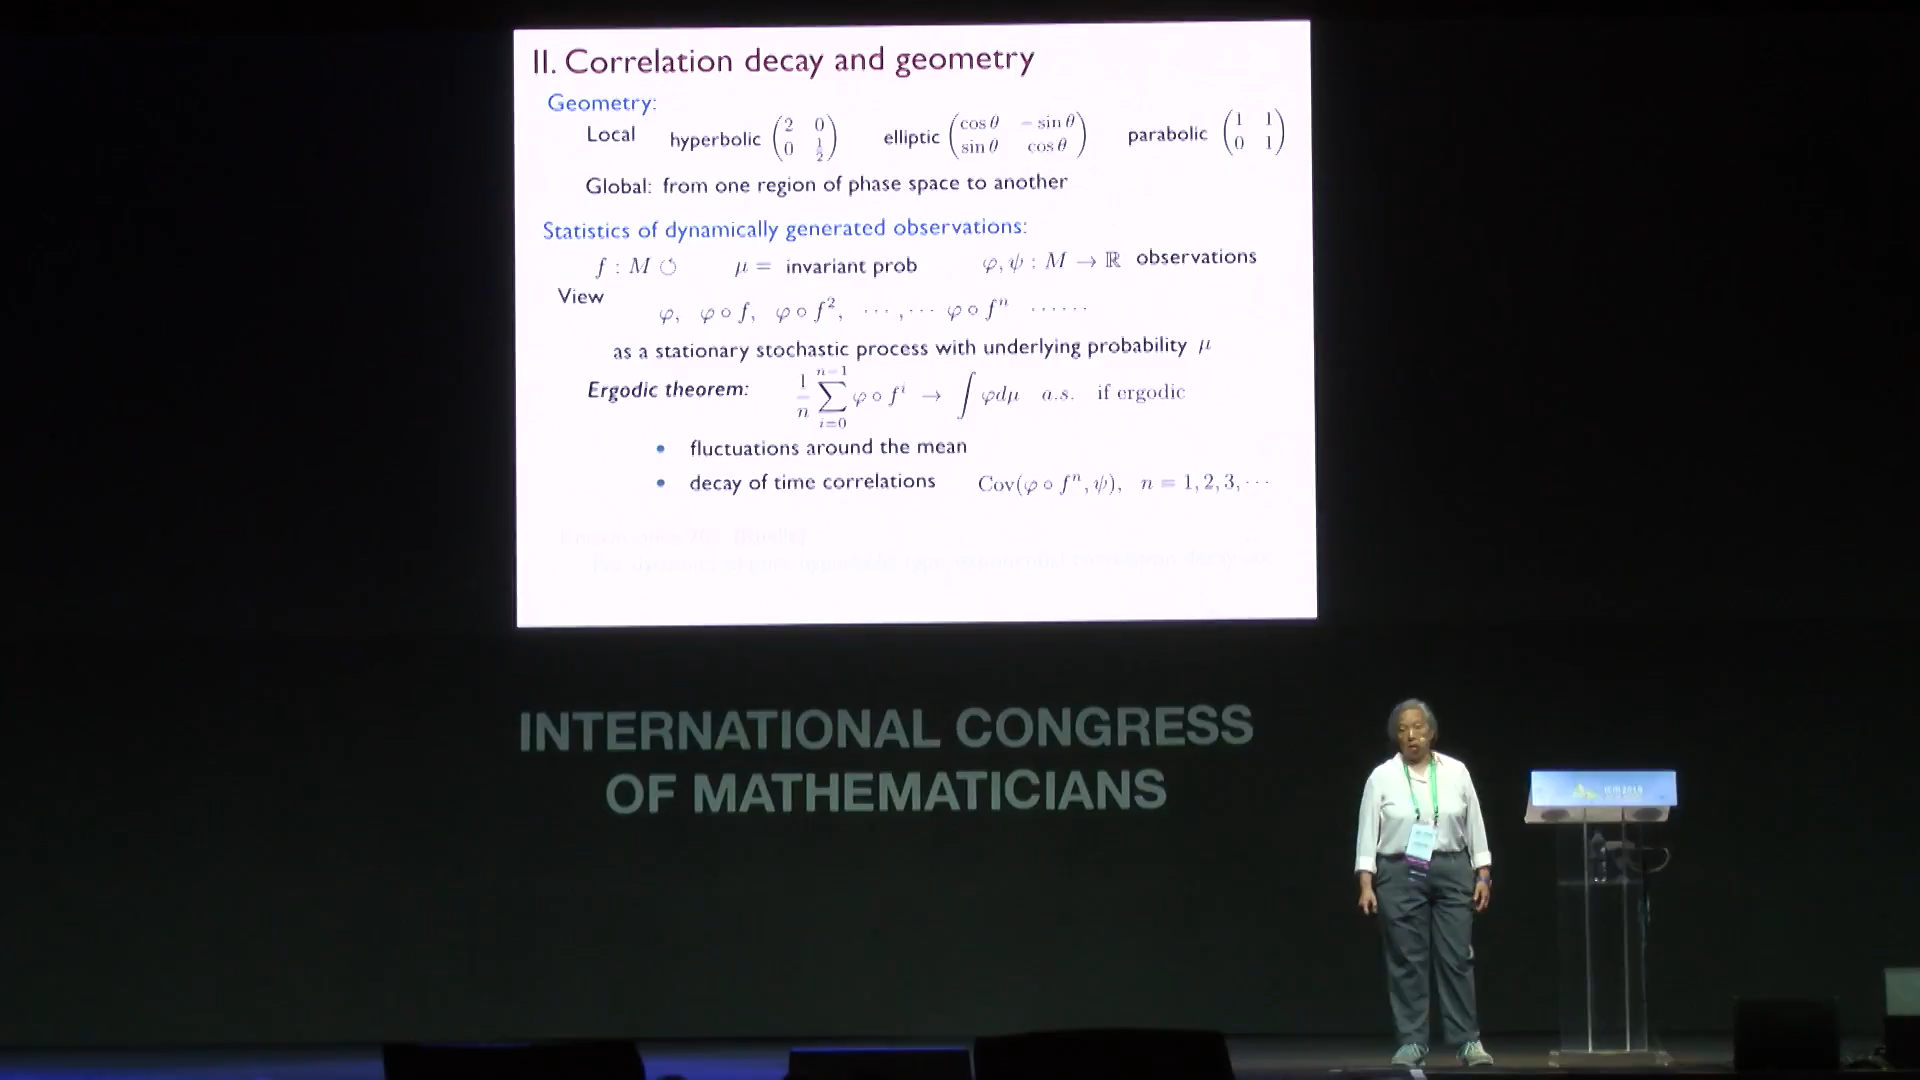 II. Correlation decay and geometry
Geometry:
Local hyperbolic (2 0 0 1/2) elliptic (cos θ − sin θ sin θ cos θ) parabolic (1 1 0 1)
Global: from one region of phase space to another
Statistics of dynamically generated observations:
f : M ↺ μ = invariant prob φ, ψ : M → ℝ observations
View
φ, φ ∘ f, φ ∘ f², ⋯ , ⋯ φ ∘ fⁿ ⋯⋯
as a stationary stochastic process with underlying probability μ
Ergodic theorem: 1/n ∑_{i=0}^{n−1} φ ∘ fⁱ → ∫ φdμ a.s. if ergodic
• fluctuations around the mean
• decay of time correlations Cov(φ ∘ fⁿ, ψ), n = 1, 2, 3, ⋯
INTERNATIONAL CONGRESS
OF MATHEMATICIANS